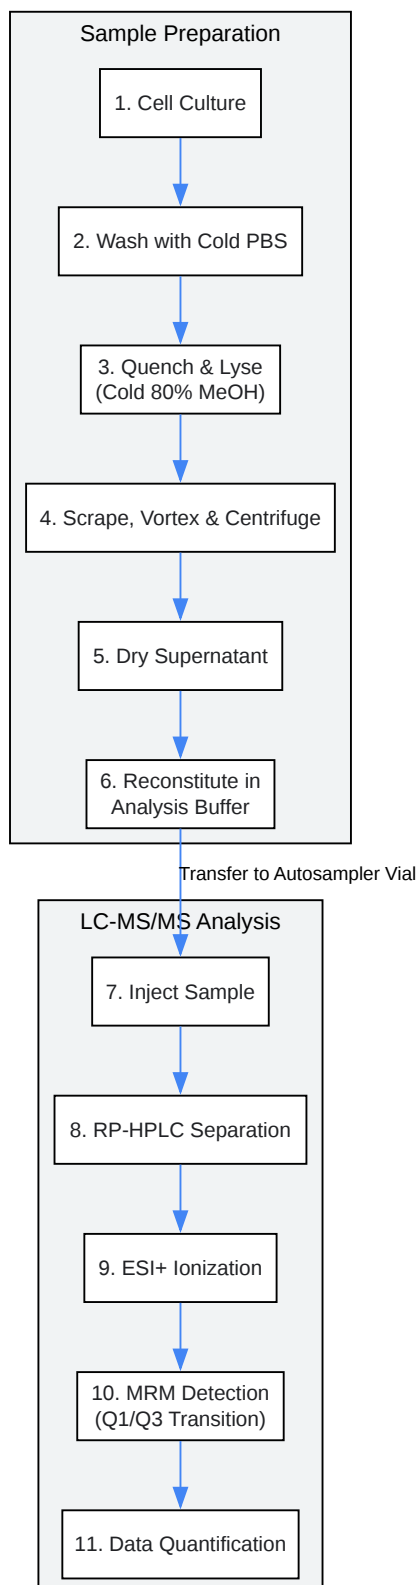 Sample Preparation
1. Cell Culture
2. Wash with Cold PBS
3. Quench & Lyse
(Cold 80% MeOH)
4. Scrape, Vortex & Centrifuge
5. Dry Supernatant
6. Reconstitute in
Analysis Buffer
Transfer to Autosampler Vial
LC-MS/MS Analysis
7. Inject Sample
8. RP-HPLC Separation
9. ESI+ Ionization
10. MRM Detection
(Q1/Q3 Transition)
11. Data Quantification